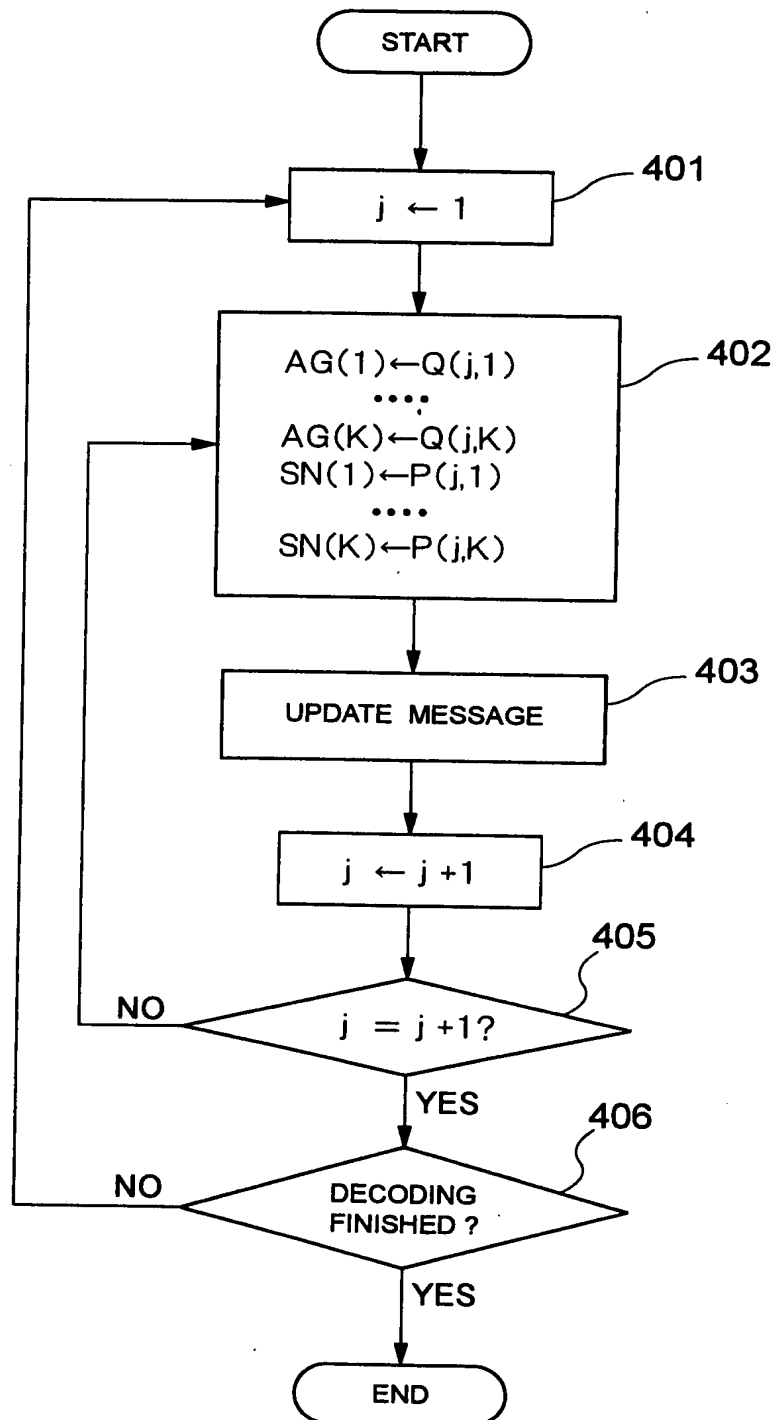 START
401
j ← 1
402
AG(1)←Q(j,1)
••••
AG(K)←Q(j,K)
SN(1)←P(j,1)
••••
SN(K)←P(j,K)
403
UPDATE MESSAGE
404
j ← j+1
405
NO
j = j+1?
YES
406
NO
DECODING
FINISHED ?
YES
END